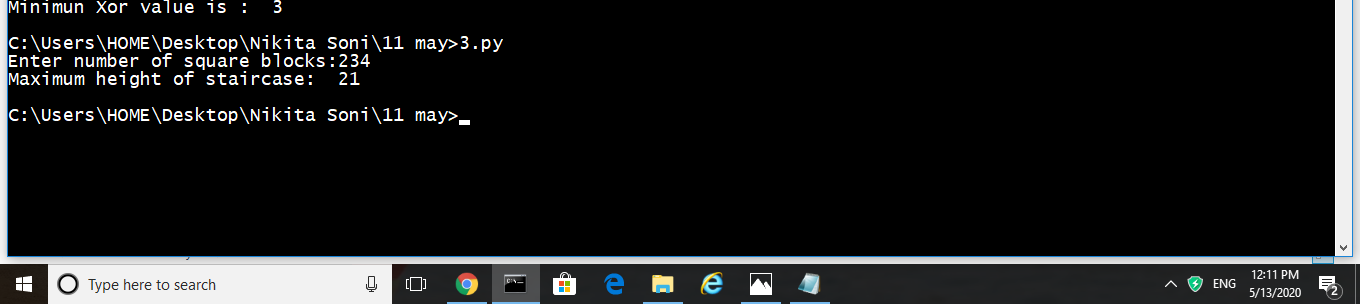 Minimun Xor value is :  3
C:\Users\HOME\Desktop\Nikita Soni\11 may>3.py
Enter number of square blocks:234
Maximum height of staircase:  21
C:\Users\HOME\Desktop\Nikita Soni\11 may>
Type here to search
ENG
12:11 PM
5/13/2020
2